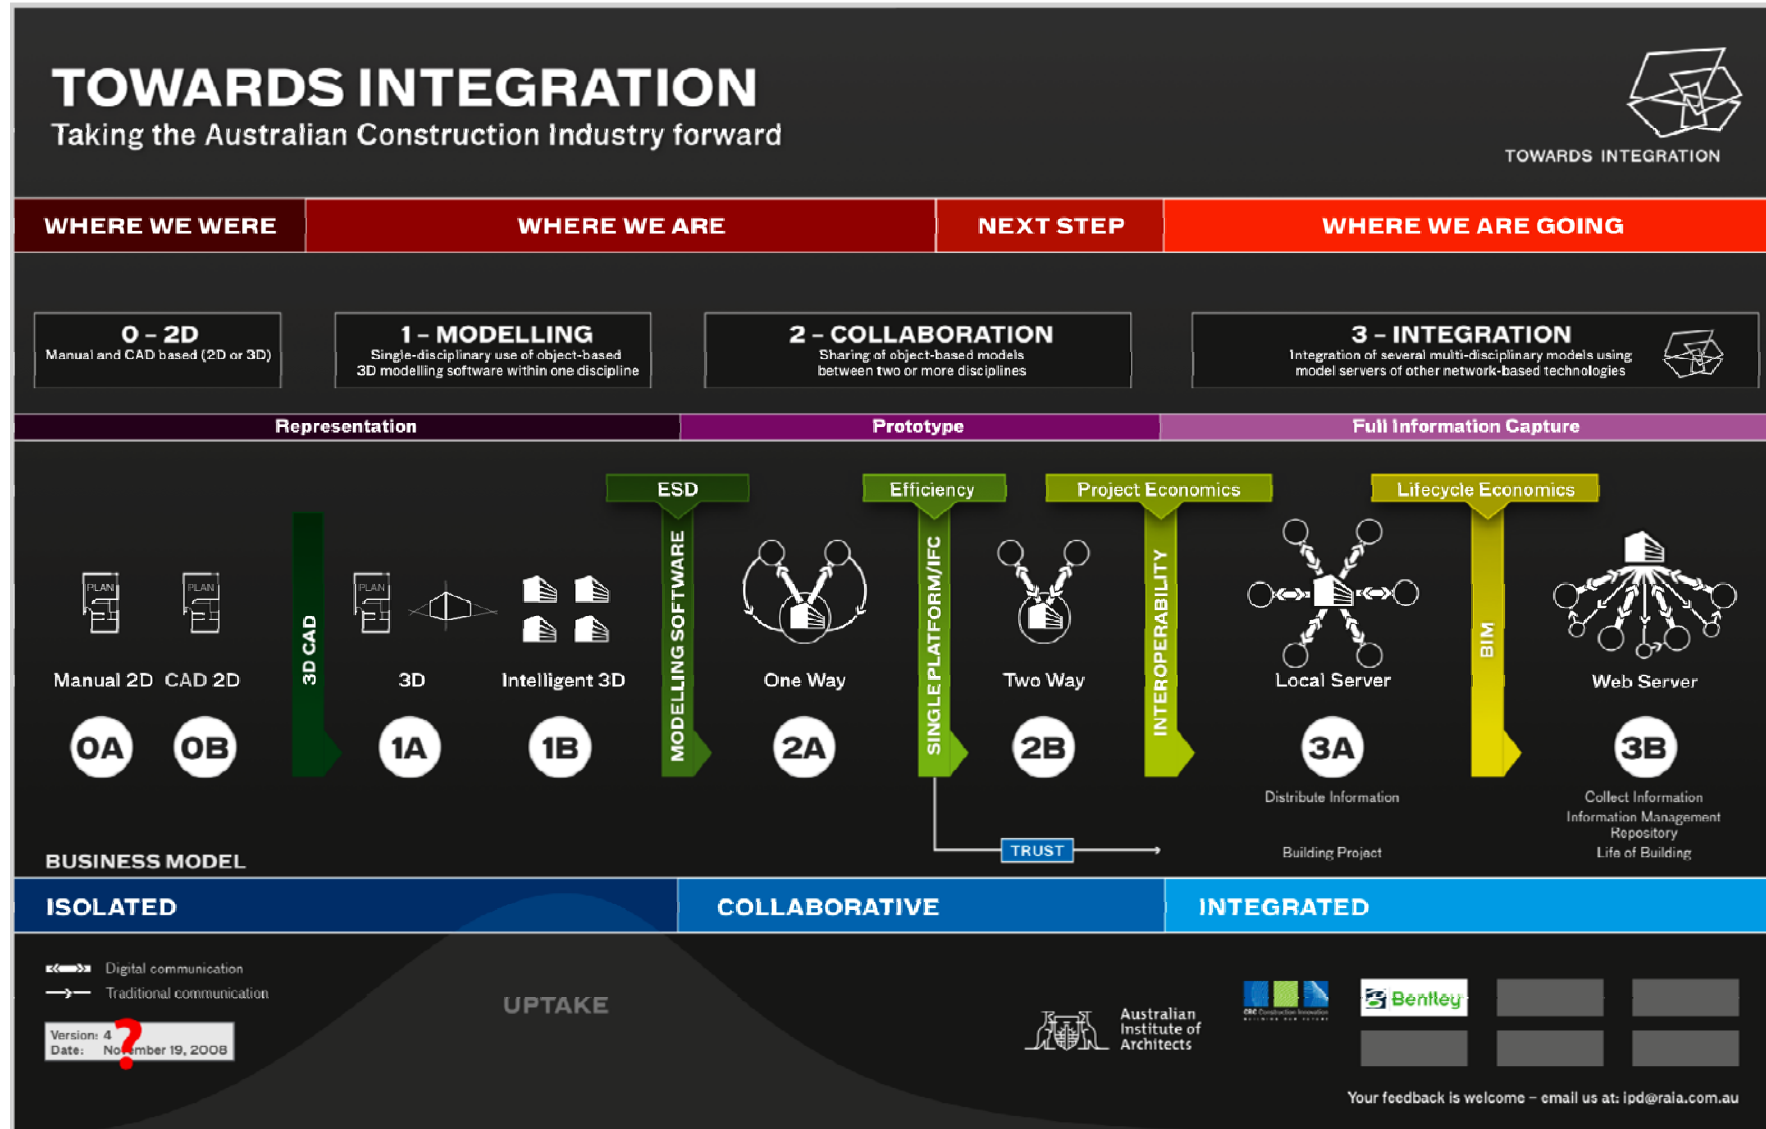 TOWARDS INTEGRATION
Taking the Australian Construction Industry forward
TOWARDS INTEGRATION
WHERE WE WERE
WHERE WE ARE
NEXT STEP
WHERE WE ARE GOING
0 – 2D
Manual and CAD based (2D or 3D)
1 – MODELLING
Single-disciplinary use of object-based
3D modelling software within one discipline
2 – COLLABORATION
Sharing of object-based models
between two or more disciplines
3 – INTEGRATION
Integration of several multi-disciplinary models using
model servers of other network-based technologies
Representation
Prototype
Full Information Capture
ESD
Efficiency
Project Economics
Lifecycle Economics
PLAN
PLAN
3D CAD
PLAN
MODELLING SOFTWARE
SINGLE PLATFORM/IFC
INTEROPERABILITY
BIM
Manual 2D
CAD 2D
3D
Intelligent 3D
One Way
Two Way
Local Server
Web Server
0A
0B
1A
1B
2A
2B
3A
3B
Distribute Information
Building Project
Collect Information
Information Management
Repository
Life of Building
TRUST
BUSINESS MODEL
ISOLATED
COLLABORATIVE
INTEGRATED
Digital communication
Traditional communication
UPTAKE
Version: 4
?
Date: November 19, 2008
Australian
Institute of
Architects
CRC Construction Innovation
BUILDING OUR FUTURE
Bentley
Your feedback is welcome – email us at: ipd@raia.com.au